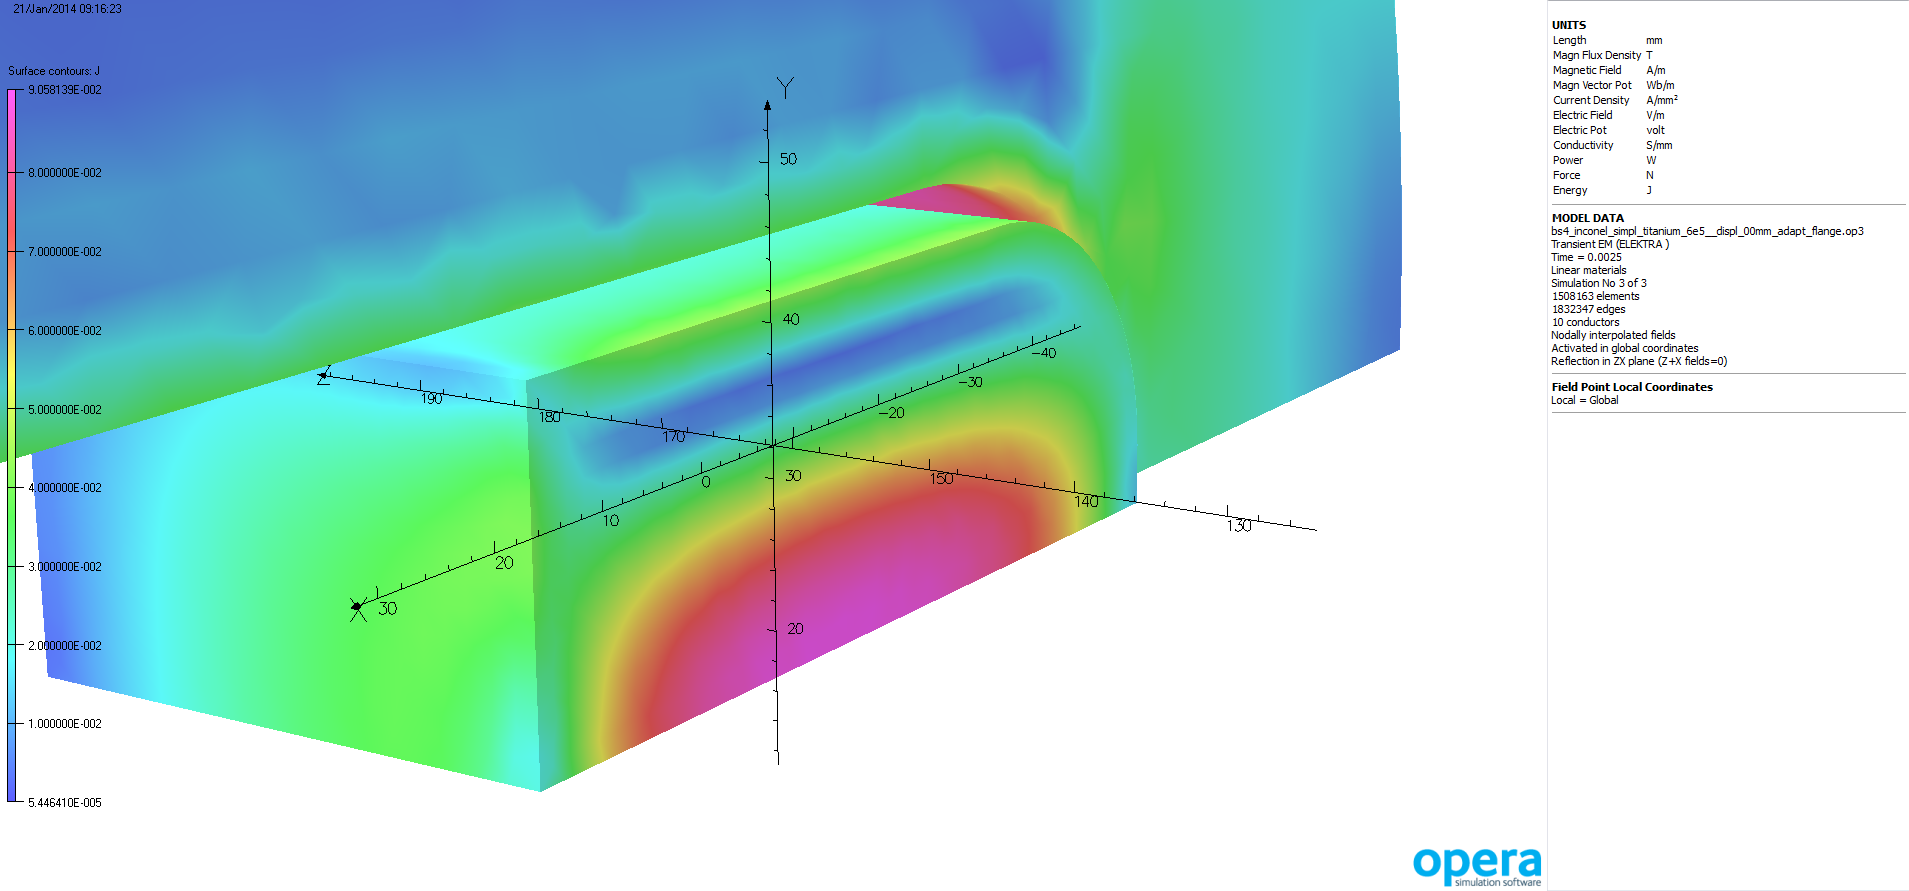 21/Jan/2014 09:16:23
Surface contours: J
9.058139E-002
8.000000E-002
7.000000E-002
6.000000E-002
5.000000E-002
4.000000E-002
3.000000E-002
2.000000E-002
1.000000E-002
5.446410E-005
Y
50
40
30
20
Z
190
180
170
150
140
130
X
30
20
10
0
-20
-30
-40
UNITS
Length mm
Magn Flux Density T
Magnetic Field A/m
Magn Vector Pot Wb/m
Current Density A/mm²
Electric Field V/m
Electric Pot volt
Conductivity S/mm
Power W
Force N
Energy J
MODEL DATA
bs4_inconel_simpl_titanium_6e5__displ_00mm_adapt_flange.op3
Transient EM (ELEKTRA )
Time = 0.0025
Linear materials
Simulation No 3 of 3
1508163 elements
1832347 edges
10 conductors
Nodally interpolated fields
Activated in global coordinates
Reflection in ZX plane (Z+X fields=0)
Field Point Local Coordinates
Local = Global
opera
simulation software